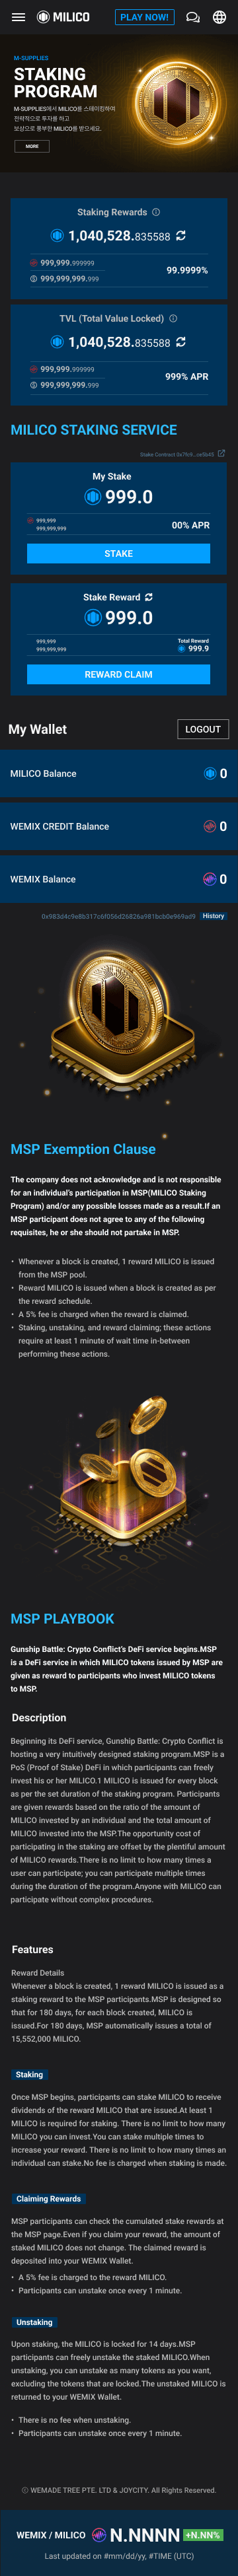 MILICO
PLAY NOW!
M-SUPPLIES
STAKING
PROGRAM
M-SUPPLIES에서 MILICO를 스테이킹하여
전략적으로 투자를 하고
보상으로 풍부한 MILICO를 받으세요.
MORE
Staking Rewards
1,040,528.835588
999,999.999999
999,999,999.999
99.9999%
TVL (Total Value Locked)
1,040,528.835588
999,999.999999
999,999,999.999
999% APR
MILICO STAKING SERVICE
My Stake
999.0
999,999
999,999,999
00% APR
STAKE
Stake Reward
999.0
999,999
999,999,999
Total Reward
999.9
REWARD CLAIM
My Wallet
LOGOUT
MILICO Balance
0
WEMIX CREDIT Balance
0
WEMIX Balance
0
0x983d4c9e8b317c6f056d26826a981bcb0e969ad9
History
MSP Exemption Clause
The company does not acknowledge and is not responsible
for an individual's participation in MSP(MILICO Staking
Program) and/or any possible losses made as a result.If an
MSP participant does not agree to any of the following
requisites, he or she should not partake in MSP.
• Whenever a block is created, 1 reward MILICO is issued
from the MSP pool.
• Reward MILICO is issued when a block is created as per
the reward schedule.
• A 5% fee is charged when the reward is claimed.
• Staking, unstaking, and reward claiming; these actions
require at least 1 minute of wait time in-between
performing these actions.
MSP PLAYBOOK
Gunship Battle: Crypto Conflict's DeFi service begins.MSP
is a DeFi service in which MILICO tokens issued by MSP are
given as reward to participants who invest MILICO tokens
to MSP.
Description
Beginning its DeFi service, Gunship Battle: Crypto Conflict is
hosting a very intuitively designed staking program.MSP is a
PoS (Proof of Stake) DeFi in which participants can freely
invest his or her MILICO.1 MILICO is issued for every block
as per the set duration of the staking program. Participants
are given rewards based on the ratio of the amount of
MILICO invested by an individual and the total amount of
MILICO invested into the MSP.The opportunity cost of
participating in the staking are offset by the plentiful amount
of MILICO rewards.There is no limit to how many times a
user can participate; you can participate multiple times
during the duration of the program.Anyone with MILICO can
participate without complex procedures.
Features
Reward Details
Whenever a block is created, 1 reward MILICO is issued as a
staking reward to the MSP participants.MSP is designed so
that for 180 days, for each block created, MILICO is
issued.For 180 days, MSP automatically issues a total of
15,552,000 MILICO.
Staking
Once MSP begins, participants can stake MILICO to receive
dividends of the reward MILICO that are issued.At least 1
MILICO is required for staking. There is no limit to how many
MILICO you can invest.You can stake multiple times to
increase your reward. There is no limit to how many times an
individual can stake.No fee is charged when staking is made.
Claiming Rewards
MSP participants can check the cumulated stake rewards at
the MSP page.Even if you claim your reward, the amount of
staked MILICO does not change. The claimed reward is
deposited into your WEMIX Wallet.
• A 5% fee is charged to the reward MILICO.
• Participants can unstake once every 1 minute.
Unstaking
Upon staking, the MILICO is locked for 14 days.MSP
participants can freely unstake the staked MILICO.When
unstaking, you can unstake as many tokens as you want,
excluding the tokens that are locked.The unstaked MILICO is
returned to your WEMIX Wallet.
• There is no fee when unstaking.
• Participants can unstake once every 1 minute.
ⓒ WEMADE TREE PTE. LTD & JOYCITY. All Rights Reserved.
WEMIX / MILICO
N.NNNN
+N.NN%
Last updated on #mm/dd/yy, #TIME (UTC)